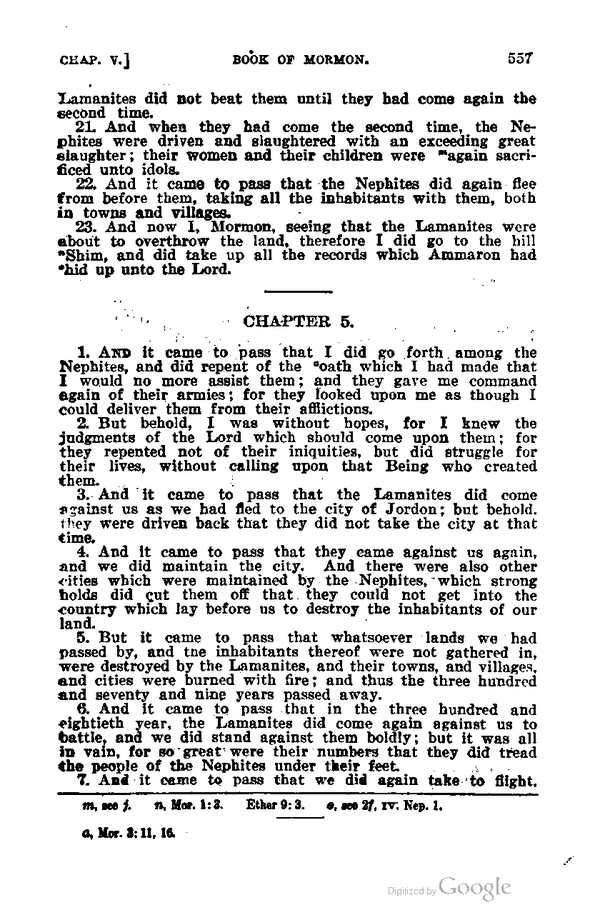 CHAP. V.] BOOK OF MORMON. 557
Lamanites did not beat them until they had come again the
second time.
21. And when they had come the second time, the Ne-
phites were driven and slaughtered with an exceeding great
slaughter; their women and their children were ᵐagain sacri-
ficed unto idols.
22. And it came to pass that the Nephites did again flee
from before them, taking all the inhabitants with them, both
in towns and villages.
23. And now I, Mormon, seeing that the Lamanites were
about to overthrow the land, therefore I did go to the hill
ⁿShim, and did take up all the records which Ammaron had
ᵒhid up unto the Lord.
CHAPTER 5.
1. AND it came to pass that I did go forth among the
Nephites, and did repent of the ᵃoath which I had made that
I would no more assist them; and they gave me command
again of their armies; for they looked upon me as though I
could deliver them from their afflictions.
2. But behold, I was without hopes, for I knew the
judgments of the Lord which should come upon them; for
they repented not of their iniquities, but did struggle for
their lives, without calling upon that Being who created
them.
3. And it came to pass that the Lamanites did come
against us as we had fled to the city of Jordon; but behold.
they were driven back that they did not take the city at that
time.
4. And it came to pass that they came against us again,
and we did maintain the city. And there were also other
cities which were maintained by the Nephites, which strong
holds did cut them off that they could not get into the
country which lay before us to destroy the inhabitants of our
land.
5. But it came to pass that whatsoever lands we had
passed by, and the inhabitants thereof were not gathered in,
were destroyed by the Lamanites, and their towns, and villages,
and cities were burned with fire; and thus the three hundred
and seventy and nine years passed away.
6. And it came to pass that in the three hundred and
eightieth year, the Lamanites did come again against us to
battle, and we did stand against them boldly; but it was all
in vain, for so great were their numbers that they did tread
the people of the Nephites under their feet.
7. And it came to pass that we did again take to flight,
m, see j. n, Mor. 1:3. Ether 9:3. o, see 2f, IV. Nep. 1.
a, Mor. 3:11, 16.
Digitized by Google